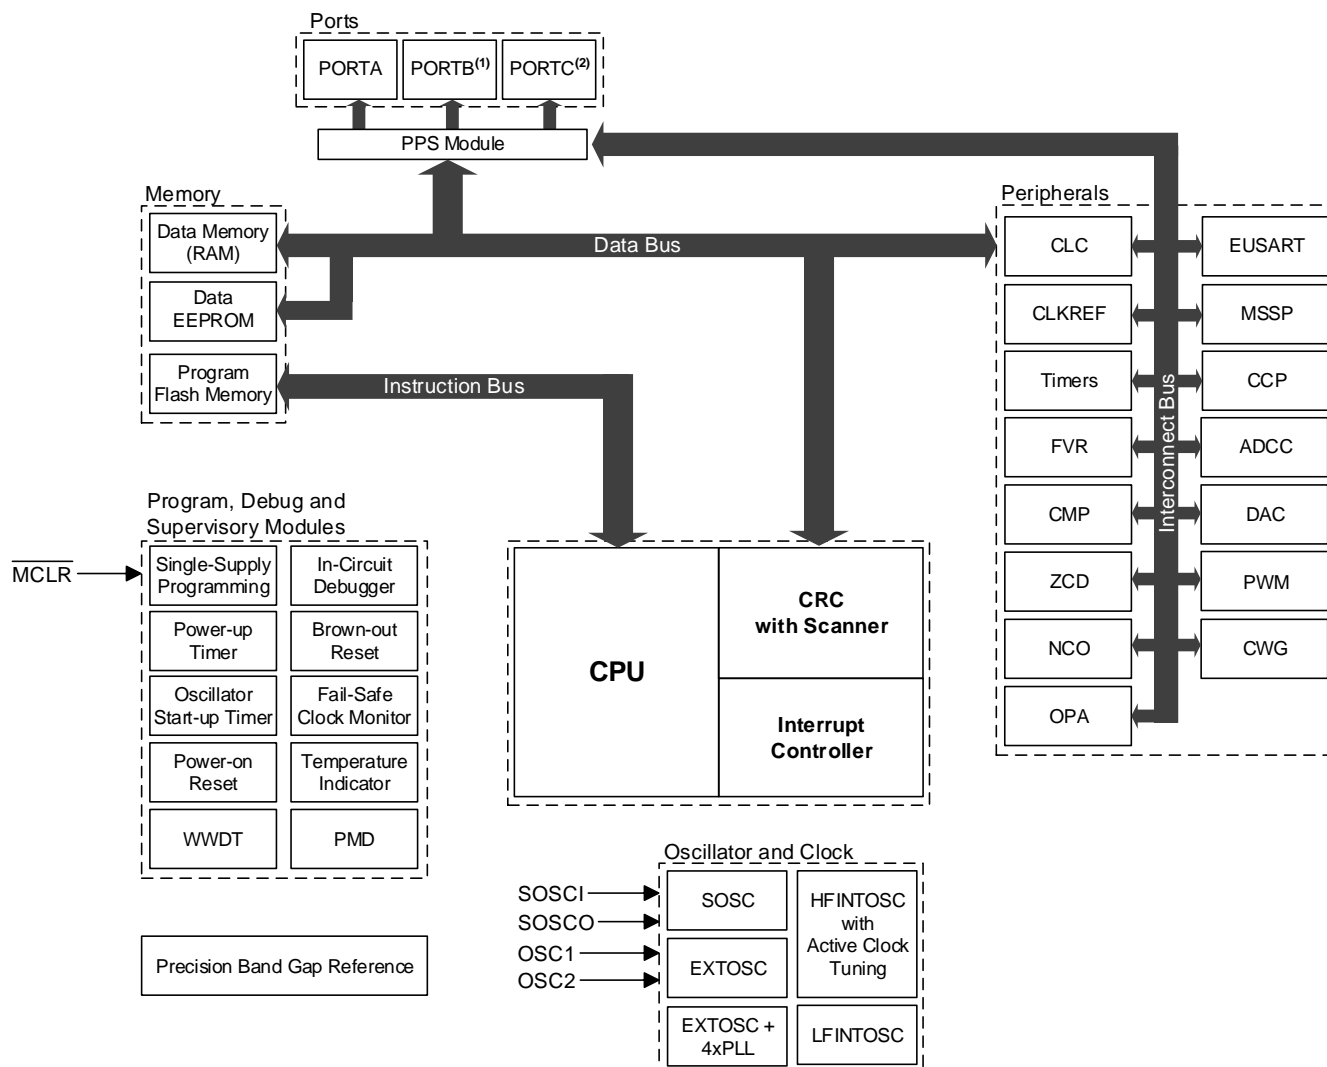 Ports
PORTA
PORTB(1)
PORTC(2)
PPS Module
Memory
Data Memory
(RAM)
Data
EEPROM
Program
Flash Memory
Data Bus
Instruction Bus
Peripherals
CLC
EUSART
CLKREF
MSSP
Timers
CCP
FVR
ADCC
CMP
DAC
ZCD
PWM
NCO
CWG
OPA
Interconnect Bus
Program, Debug and
Supervisory Modules
MCLR
Single-Supply
Programming
In-Circuit
Debugger
Power-up
Timer
Brown-out
Reset
Oscillator
Start-up Timer
Fail-Safe
Clock Monitor
Power-on
Reset
Temperature
Indicator
WWDT
PMD
CPU
CRC
with Scanner
Interrupt
Controller
Precision Band Gap Reference
Oscillator and Clock
SOSCI
SOSCO
OSC1
OSC2
SOSC
HFINTOSC
with
Active Clock
Tuning
EXTOSC
EXTOSC +
4xPLL
LFINTOSC